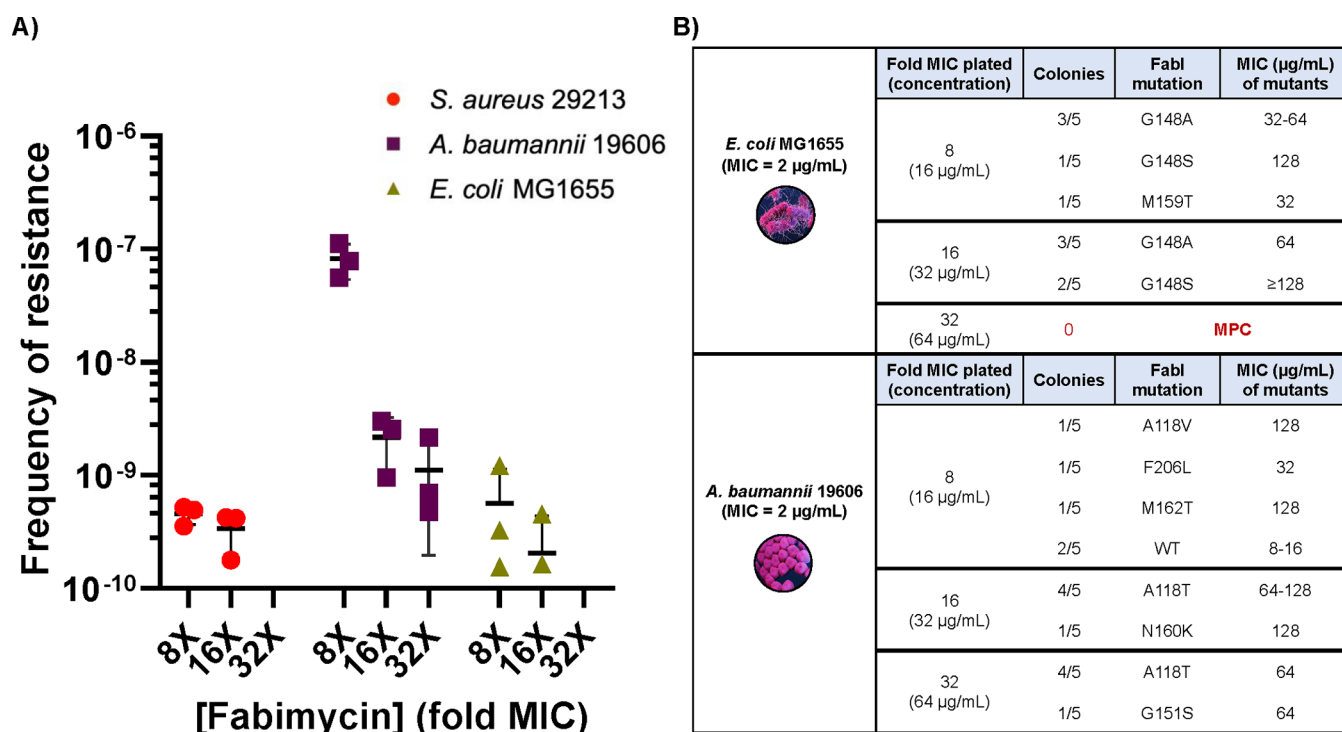 A)
S. aureus 29213
A. baumannii 19606
E. coli MG1655
Frequency of resistance
10-6
10-7
10-8
10-9
10-10
8X
16X
32X
8X
16X
32X
8X
16X
32X
[Fabimycin] (fold MIC)
B)
E. coli MG1655
(MIC = 2 µg/mL)
Fold MIC plated
(concentration)
Colonies
FabI
mutation
MIC (µg/mL)
of mutants
8
(16 µg/mL)
3/5 G148A 32-64
1/5 G148S 128
1/5 M159T 32
16
(32 µg/mL)
3/5 G148A 64
2/5 G148S ≥128
32
(64 µg/mL)
0 MPC
A. baumannii 19606
(MIC = 2 µg/mL)
Fold MIC plated
(concentration)
Colonies
FabI
mutation
MIC (µg/mL)
of mutants
8
(16 µg/mL)
1/5 A118V 128
1/5 F206L 32
1/5 M162T 128
2/5 WT 8-16
16
(32 µg/mL)
4/5 A118T 64-128
1/5 N160K 128
32
(64 µg/mL)
4/5 A118T 64
1/5 G151S 64